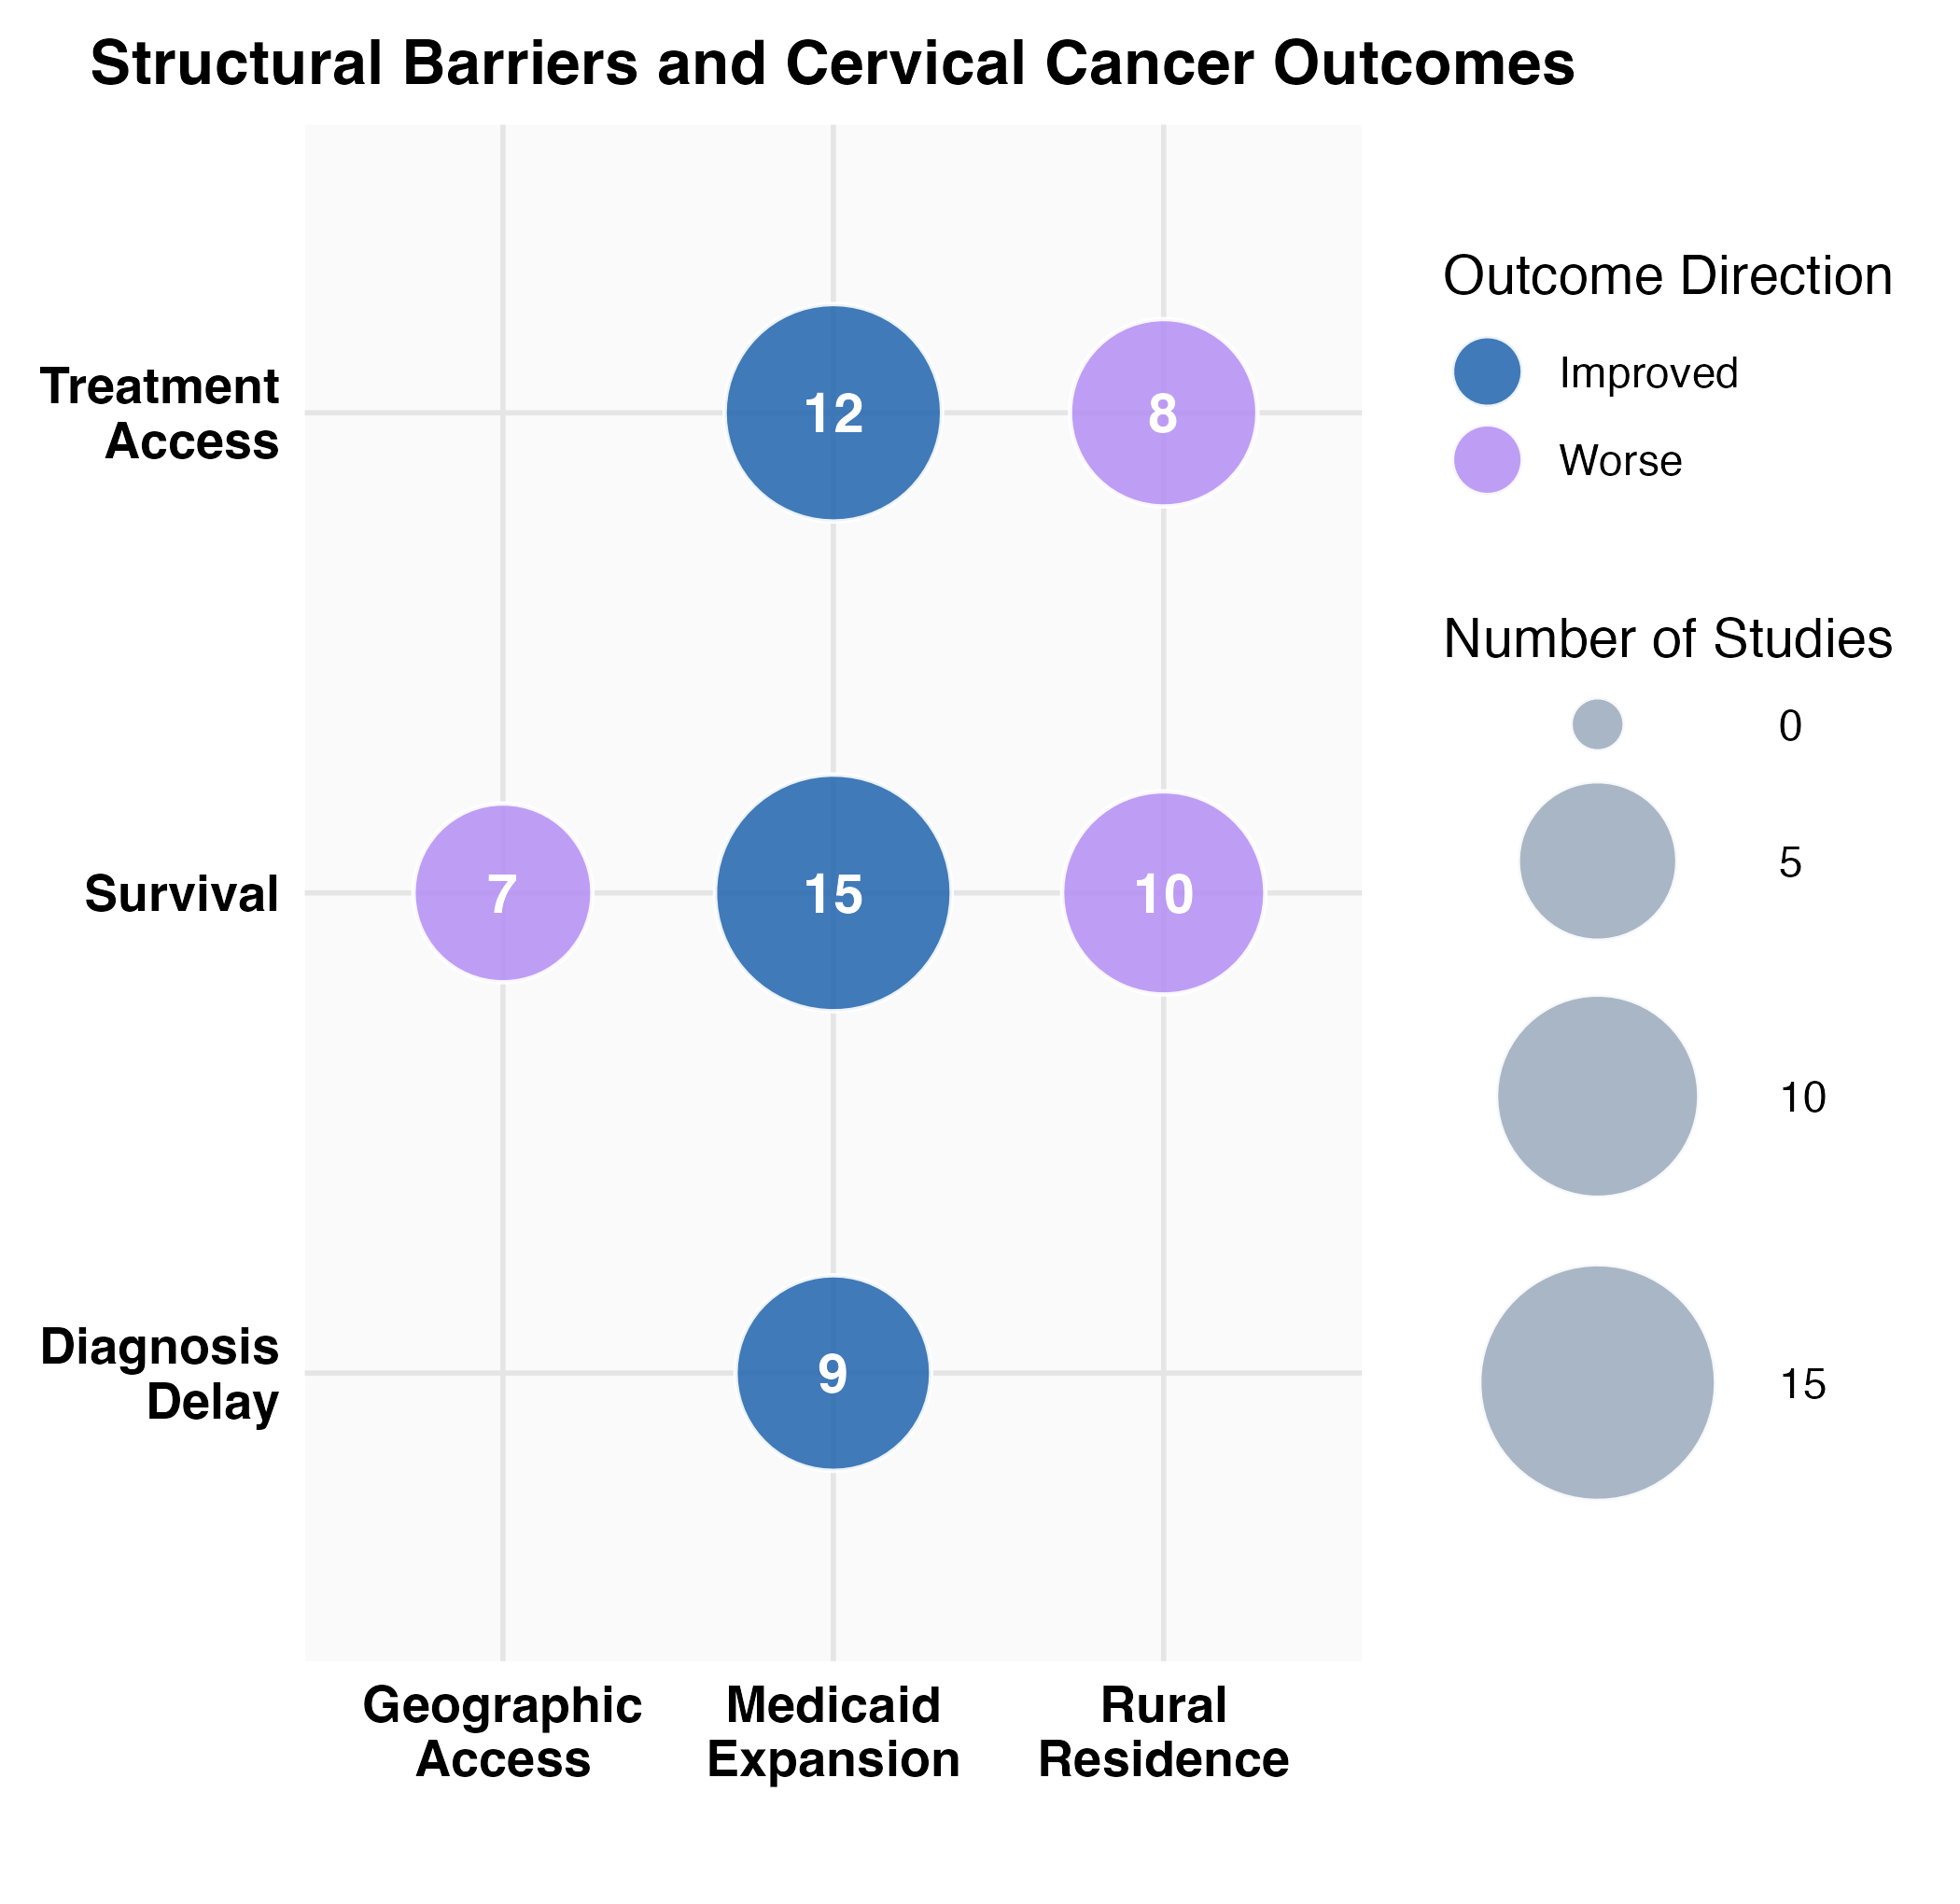 Structural Barriers and Cervical Cancer Outcomes
Treatment
Access
12
8
Survival
7
15
10
Diagnosis
Delay
9
Geographic
Access
Medicaid
Expansion
Rural
Residence
Outcome Direction
Improved
Worse
Number of Studies
0
5
10
15